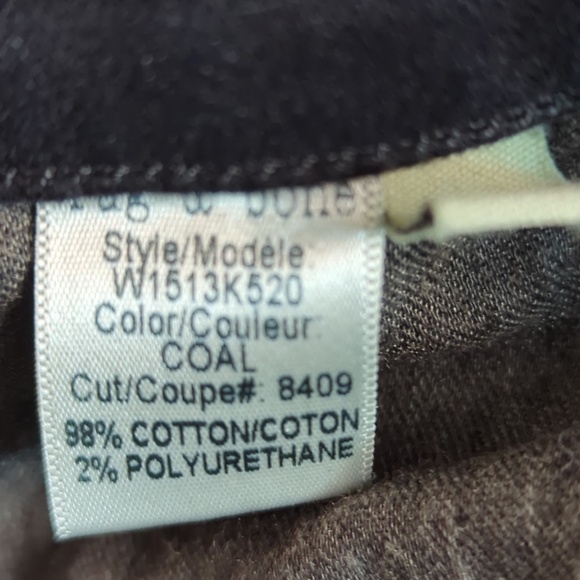 rag & bone
Style/Modèle:
W1513K520
Color/Couleur:
COAL
Cut/Coupe#: 8409
98% COTTON/COTON
2% POLYURETHANE